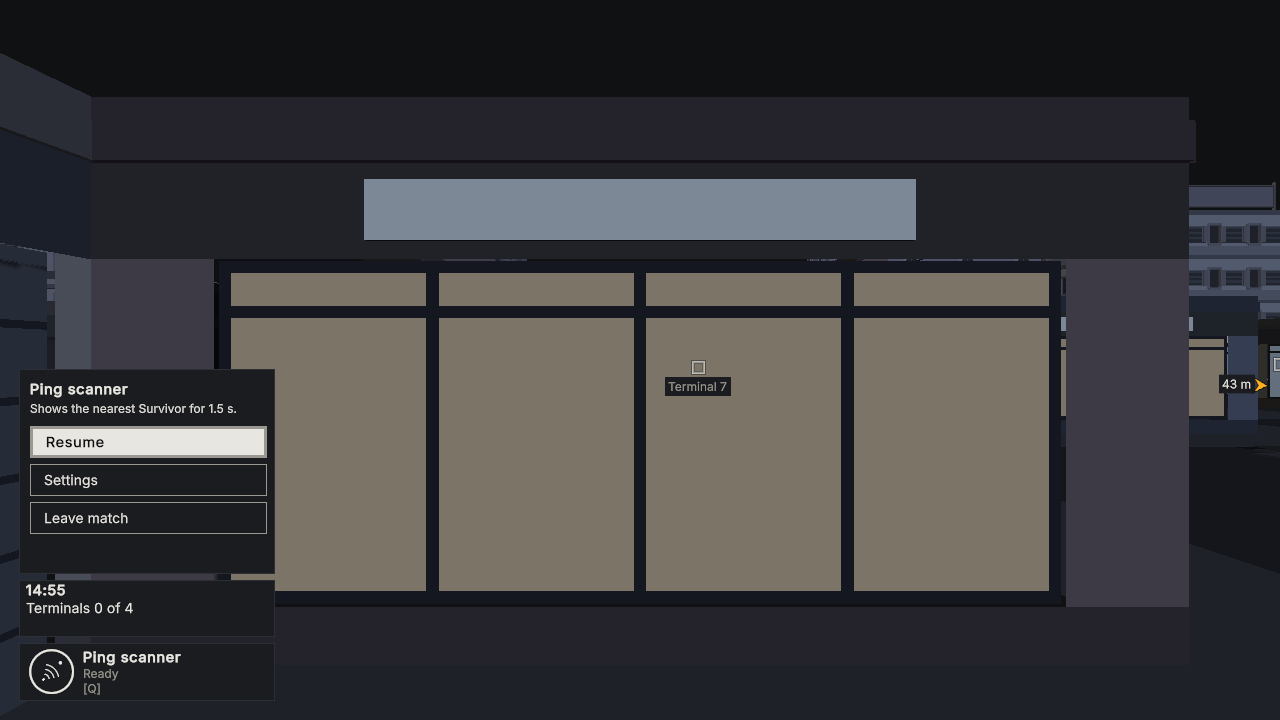 Terminal 7
43 m
Ping scanner
Shows the nearest Survivor for 1.5 s.
Resume
Settings
Leave match
14:55
Terminals 0 of 4
Ping scanner
Ready
[Q]